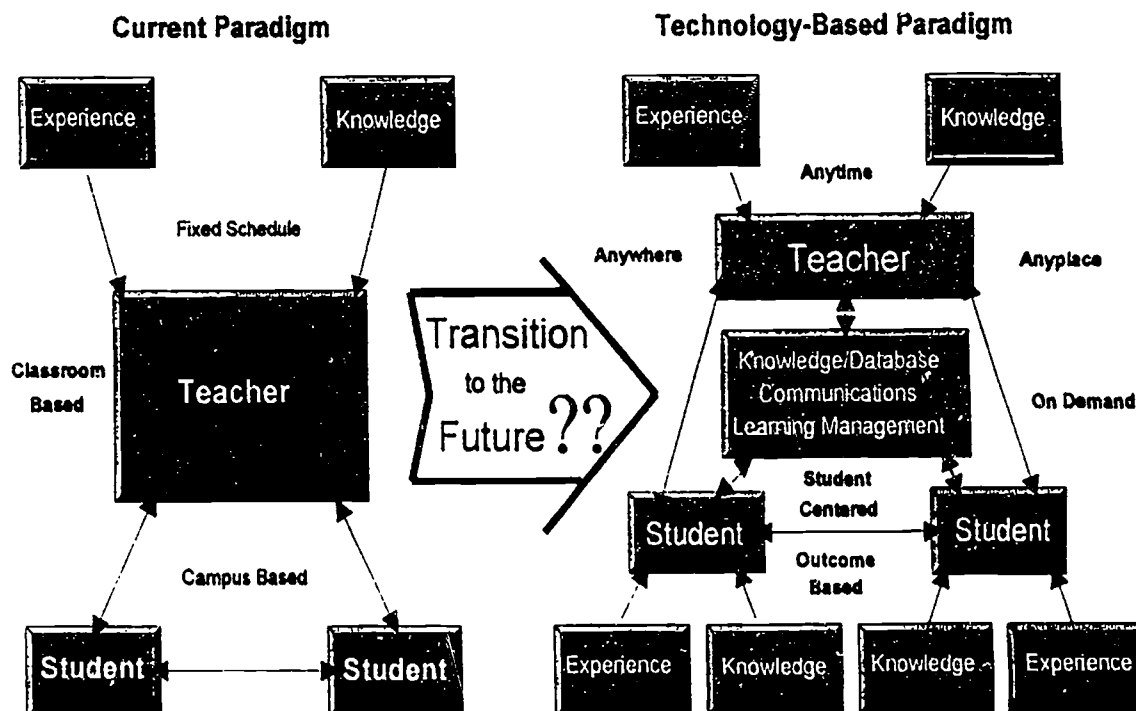 Current Paradigm
Experience
Knowledge
Fixed Schedule
Classroom
Based
Teacher
Campus Based
Student
Student
Transition
to the
Future ??
Technology-Based Paradigm
Experience
Knowledge
Anytime
Anywhere
Teacher
Anyplace
Knowledge/Database
Communications
Learning Management
On Demand
Student
Centered
Student
Student
Outcome
Based
Experience
Knowledge
Knowledge
Experience